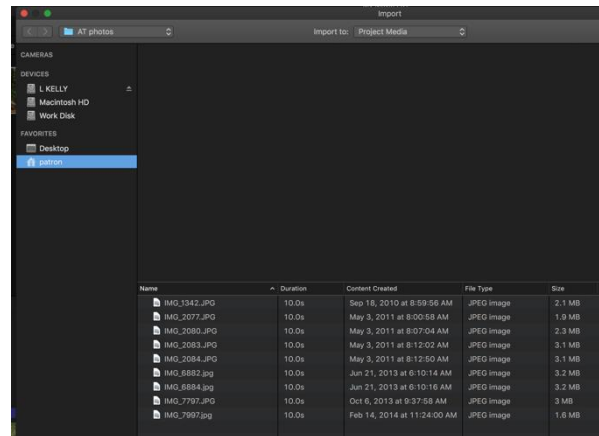 Import
A7 photos
Import to: Project Media
CAMERAS
DEVICES
L KELLY
Macintosh HD
Work Disk
FAVORITES
Desktop
patron
Name Duration Content Created File Type Size
IMG_1342.JPG 10.0s Sep 18, 2010 at 8:59:56 AM JPEG image 2.1 MB
IMG_2077.JPG 10.0s May 3, 2011 at 8:00:58 AM JPEG image 1.9 MB
IMG_2080.JPG 10.0s May 3, 2011 at 8:07:04 AM JPEG image 2.3 MB
IMG_2083.JPG 10.0s May 3, 2011 at 8:12:02 AM JPEG image 3.1 MB
IMG_2084.JPG 10.0s May 3, 2011 at 8:12:50 AM JPEG image 3.1 MB
IMG_6882.jpg 10.0s Jun 21, 2013 at 6:10:14 AM JPEG image 3.2 MB
IMG_6884.jpg 10.0s Jun 21, 2013 at 6:10:16 AM JPEG image 3.2 MB
IMG_7797.JPG 10.0s Oct 6, 2013 at 9:37:58 AM JPEG image 3 MB
IMG_7997.jpg 10.0s Feb 14, 2014 at 11:24:00 AM JPEG image 1.6 MB